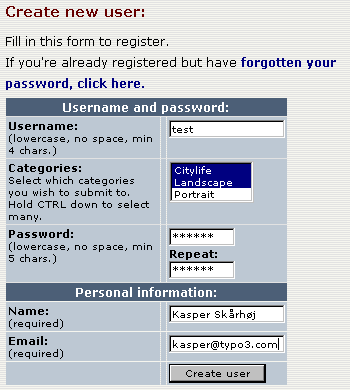 Create new user:
Fill in this form to register.
If you're already registered but have forgotten your
password, click here.
Username and password:
Username:
(lowercase, no space, min
4 chars.)
test
Categories:
Select which categories
you wish to submit to.
Hold CTRL down to select
many.
Citylife
Landscape
Portrait
Password:
(lowercase, no space, min
5 chars.)
******
Repeat:
******
Personal information:
Name:
(required)
Kasper Skårhøj
Email:
(required)
kasper@typo3.com
Create user